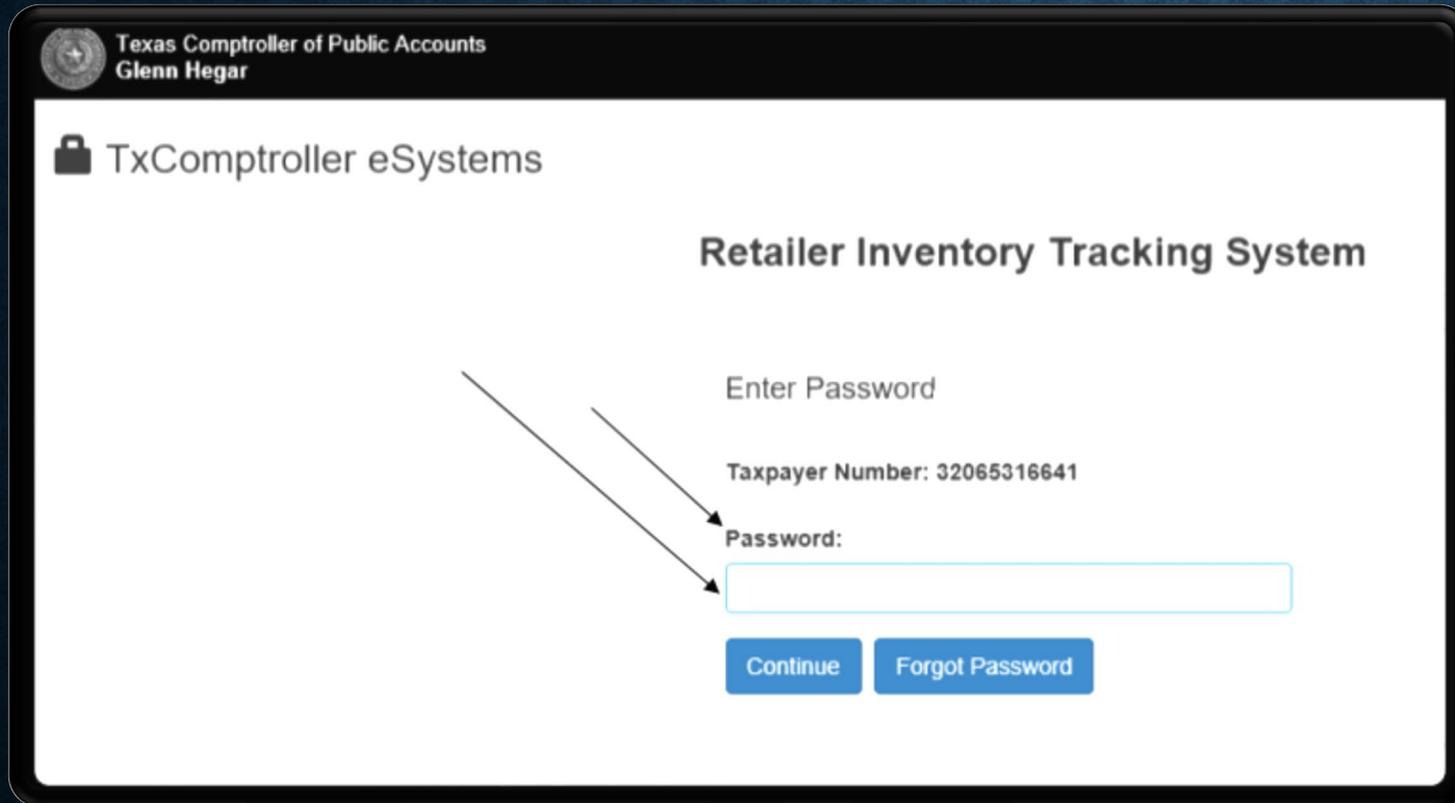 Texas Comptroller of Public Accounts
Glenn Hegar
TxComptroller eSystems
Retailer Inventory Tracking System
Enter Password
Taxpayer Number: 32065316641
Password:
Continue
Forgot Password